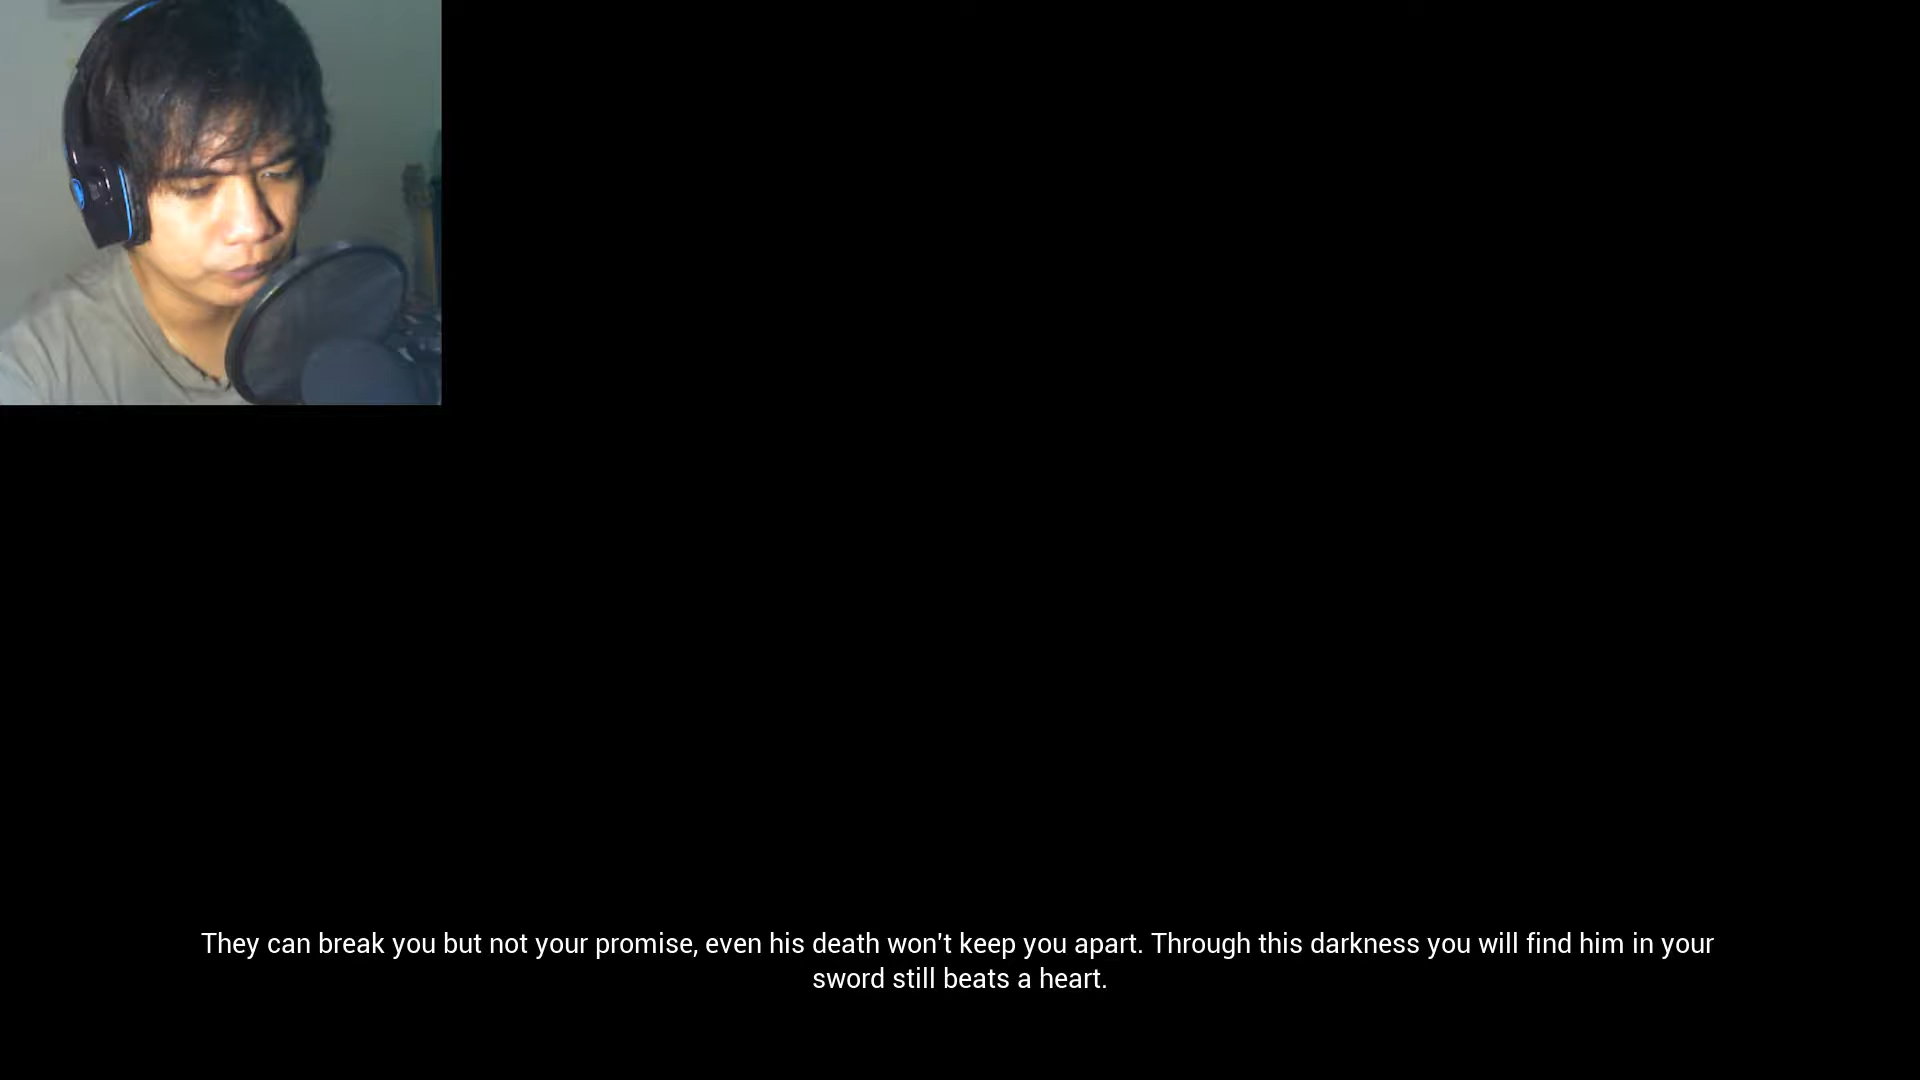 They can break you but not your promise, even his death won't keep you apart. Through this darkness you will find him in your
sword still beats a heart.